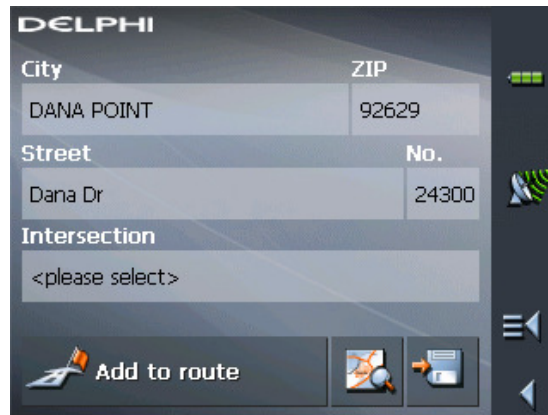 DELPHI
City ZIP
DANA POINT 92629
Street No.
Dana Dr 24300
Intersection
<please select>
Add to route